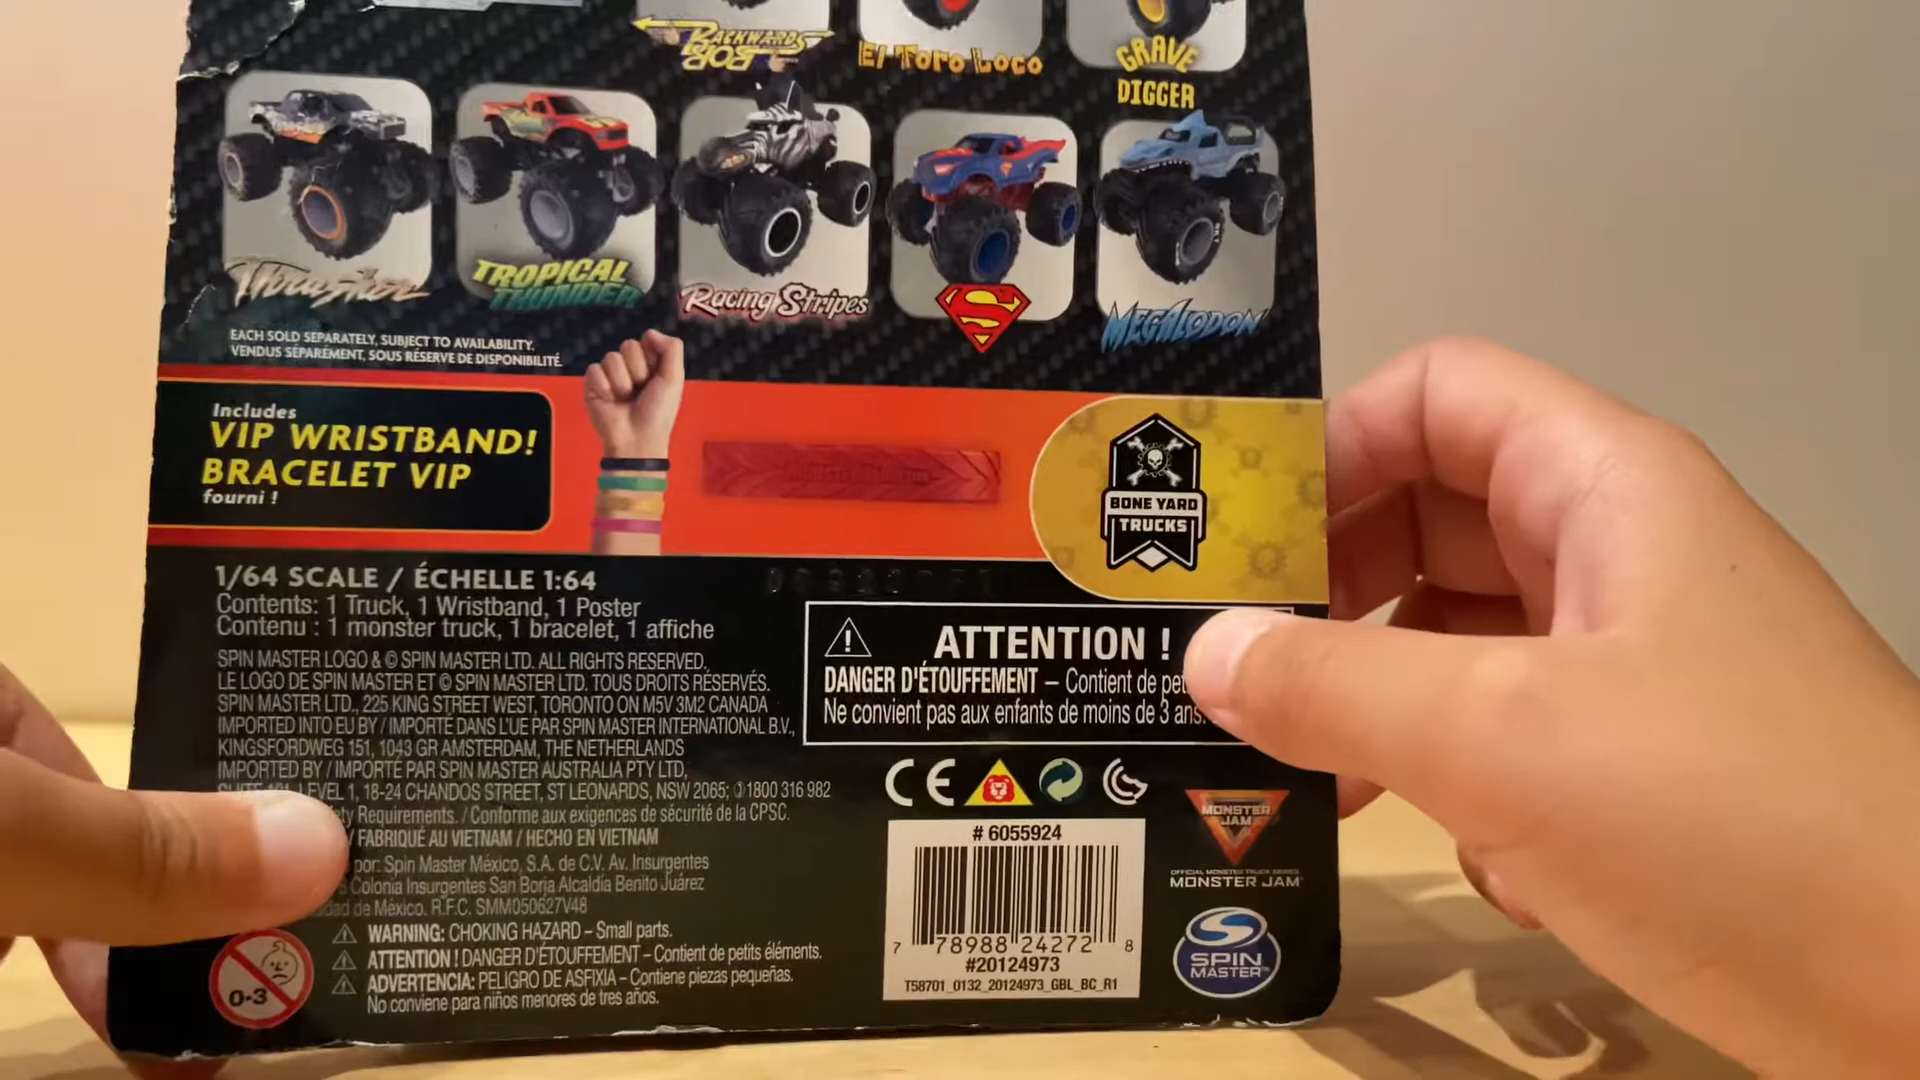 BACKWARDS
BOB
El Toro Loco
GRAVE
DIGGER
Thrasher
TROPICAL
THUNDER
Racing Stripes
S
MEGALODON
EACH SOLD SEPARATELY, SUBJECT TO AVAILABILITY.
VENDUS SÉPARÉMENT, SOUS RÉSERVE DE DISPONIBILITÉ.
Includes
VIP WRISTBAND!
BRACELET VIP
fourni !
BONE YARD
TRUCKS
1/64 SCALE / ÉCHELLE 1:64
Contents: 1 Truck, 1 Wristband, 1 Poster
Contenu : 1 monster truck, 1 bracelet, 1 affiche
SPIN MASTER LOGO & © SPIN MASTER LTD. ALL RIGHTS RESERVED.
LE LOGO DE SPIN MASTER ET © SPIN MASTER LTD. TOUS DROITS RÉSERVÉS.
SPIN MASTER LTD., 225 KING STREET WEST, TORONTO ON M5V 3M2 CANADA
IMPORTED INTO EU BY / IMPORTÉ DANS L'UE PAR SPIN MASTER INTERNATIONAL B.V.,
KINGSFORDWEG 151, 1043 GR AMSTERDAM, THE NETHERLANDS
IMPORTED BY / IMPORTÉ PAR SPIN MASTER AUSTRALIA PTY LTD,
LEVEL 1, 18-24 CHANDOS STREET, ST LEONARDS, NSW 2065; 1800 316 982
Requirements. / Conforme aux exigences de sécurité de la CPSC.
/ FABRIQUÉ AU VIETNAM / HECHO EN VIETNAM
por: Spin Master México, S.A. de C.V. Av. Insurgentes
Colonia Insurgentes San Borja Alcaldía Benito Juárez
de México. R.F.C. SMM050627V48
WARNING: CHOKING HAZARD – Small parts.
ATTENTION ! DANGER D'ÉTOUFFEMENT – Contient de petits éléments.
ADVERTENCIA: PELIGRO DE ASFIXIA – Contiene piezas pequeñas.
No conviene para niños menores de tres años.
0-3
ATTENTION !
DANGER D'ÉTOUFFEMENT – Contient de
Ne convient pas aux enfants de moins de 3 ans.
CE
# 6055924
7 78988 24272 8
#20124973
T58701_0132_20124973_GBL_BC_R1
MONSTER
JAM
OFFICIAL MONSTER TRUCK SERIES
MONSTER JAM
SPIN
MASTER